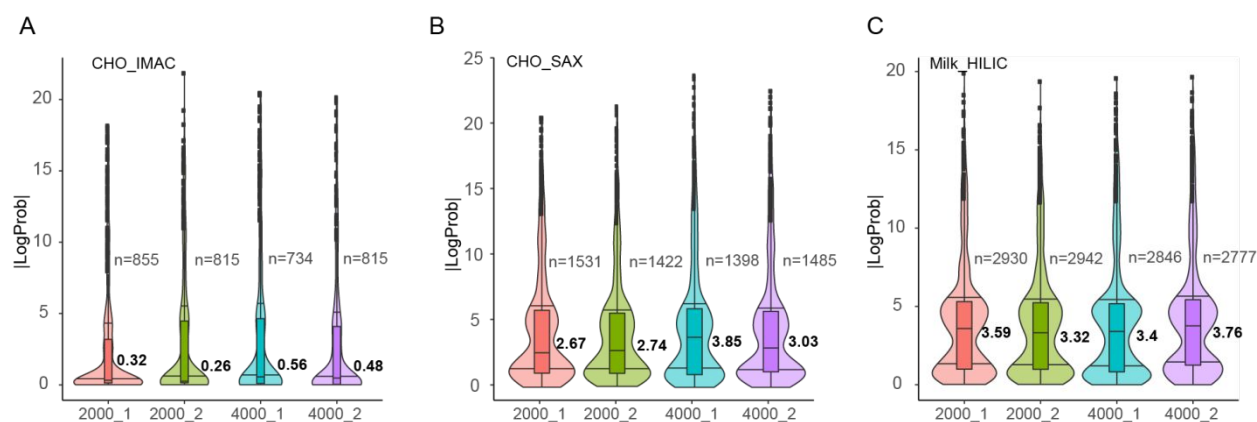 A
CHO_IMAC
|LogProb|
20
15
10
5
0
n=855
n=815
n=734
n=815
0.32
0.26
0.56
0.48
2000_1
2000_2
4000_1
4000_2
B
CHO_SAX
|LogProb|
25
20
15
10
5
0
n=1531
n=1422
n=1398
n=1485
2.67
2.74
3.85
3.03
2000_1
2000_2
4000_1
4000_2
C
Milk_HILIC
|LogProb|
20
15
10
5
0
n=2930
n=2942
n=2846
n=2777
3.59
3.32
3.4
3.76
2000_1
2000_2
4000_1
4000_2